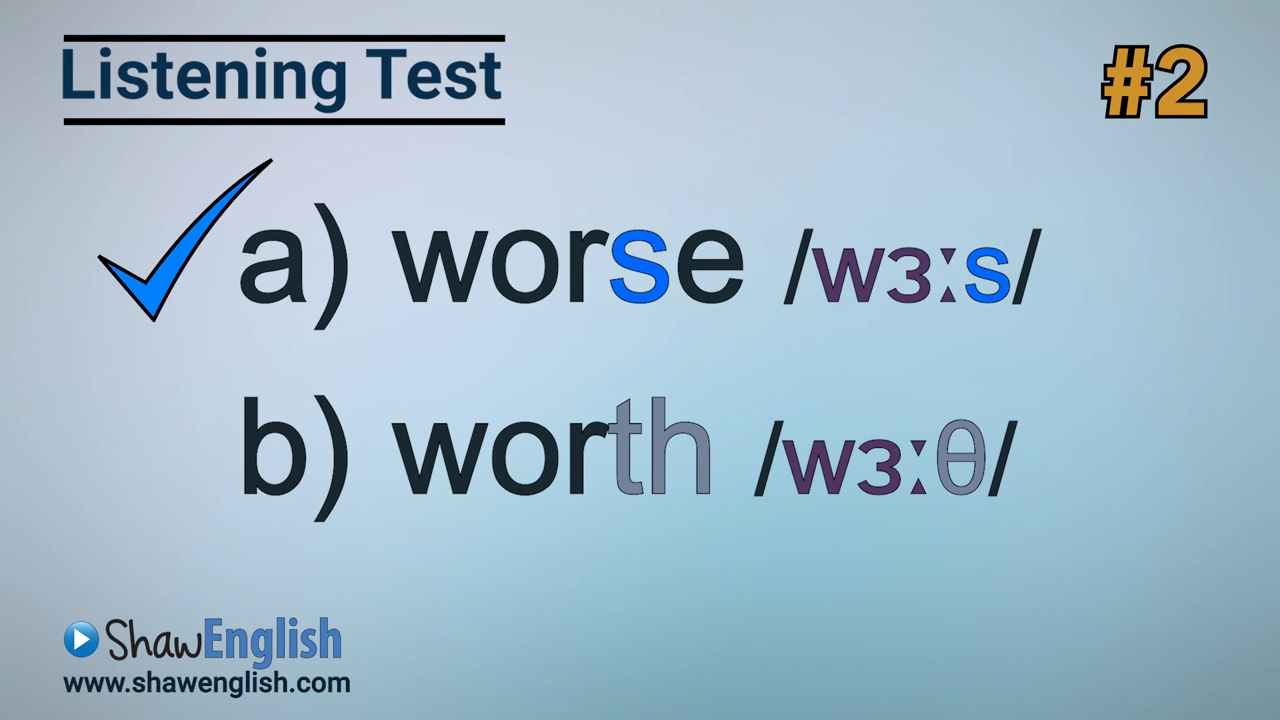 Listening Test
#2
a) worse /wɜːs/
b) worth /wɜːθ/
ShawEnglish
www.shawenglish.com